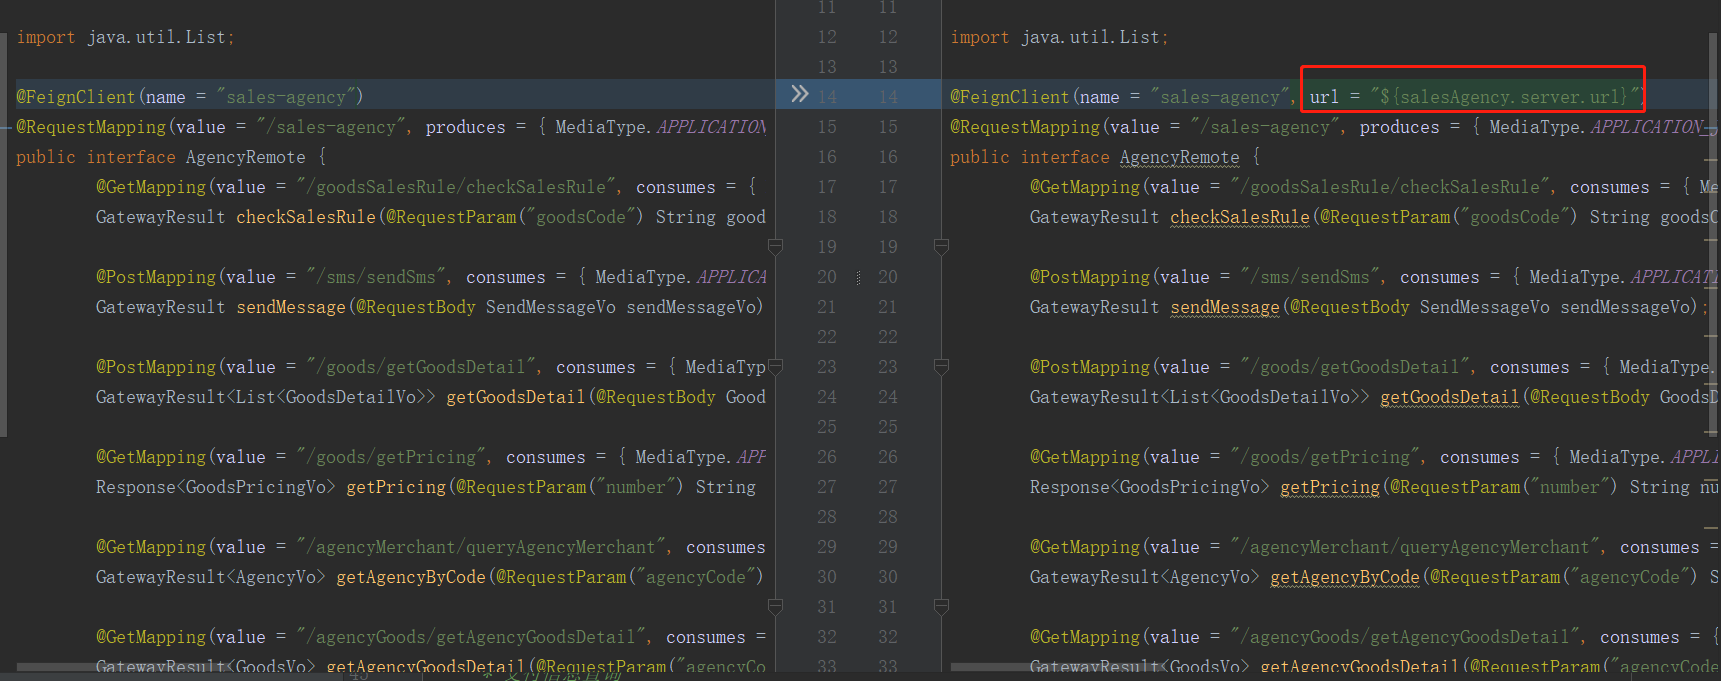 11 11
import java.util.List; 12 12 import java.util.List;
13 13
@FeignClient(name = "sales-agency") 14 14 @FeignClient(name = "sales-agency", url = "${salesAgency.server.url}")
@RequestMapping(value = "/sales-agency", produces = { MediaType.APPLICATION 15 15 @RequestMapping(value = "/sales-agency", produces = { MediaType.APPLICATION_
public interface AgencyRemote { 16 16 public interface AgencyRemote {
@GetMapping(value = "/goodsSalesRule/checkSalesRule", consumes = { 17 17 @GetMapping(value = "/goodsSalesRule/checkSalesRule", consumes = { Me
GatewayResult checkSalesRule(@RequestParam("goodsCode") String good 18 18 GatewayResult checkSalesRule(@RequestParam("goodsCode") String goodsC
19 19
@PostMapping(value = "/sms/sendSms", consumes = { MediaType.APPLICA 20 20 @PostMapping(value = "/sms/sendSms", consumes = { MediaType.APPLICATI
GatewayResult sendMessage(@RequestBody SendMessageVo sendMessageVo) 21 21 GatewayResult sendMessage(@RequestBody SendMessageVo sendMessageVo);
22 22
@PostMapping(value = "/goods/getGoodsDetail", consumes = { MediaTyp 23 23 @PostMapping(value = "/goods/getGoodsDetail", consumes = { MediaType.
GatewayResult<List<GoodsDetailVo>> getGoodsDetail(@RequestBody Good 24 24 GatewayResult<List<GoodsDetailVo>> getGoodsDetail(@RequestBody GoodsD
25 25
@GetMapping(value = "/goods/getPricing", consumes = { MediaType.APP 26 26 @GetMapping(value = "/goods/getPricing", consumes = { MediaType.APPLI
Response<GoodsPricingVo> getPricing(@RequestParam("number") String 27 27 Response<GoodsPricingVo> getPricing(@RequestParam("number") String nu
28 28
@GetMapping(value = "/agencyMerchant/queryAgencyMerchant", consumes 29 29 @GetMapping(value = "/agencyMerchant/queryAgencyMerchant", consumes =
GatewayResult<AgencyVo> getAgencyByCode(@RequestParam("agencyCode") 30 30 GatewayResult<AgencyVo> getAgencyByCode(@RequestParam("agencyCode") S
31 31
@GetMapping(value = "/agencyGoods/getAgencyGoodsDetail", consumes = 32 32 @GetMapping(value = "/agencyGoods/getAgencyGoodsDetail", consumes = {
GatewayResult<GoodsVo> getAgencyGoodsDetail(@RequestParam("agencyCo 33 33 GatewayResult<GoodsVo> getAgencyGoodsDetail(@RequestParam("agencyCode